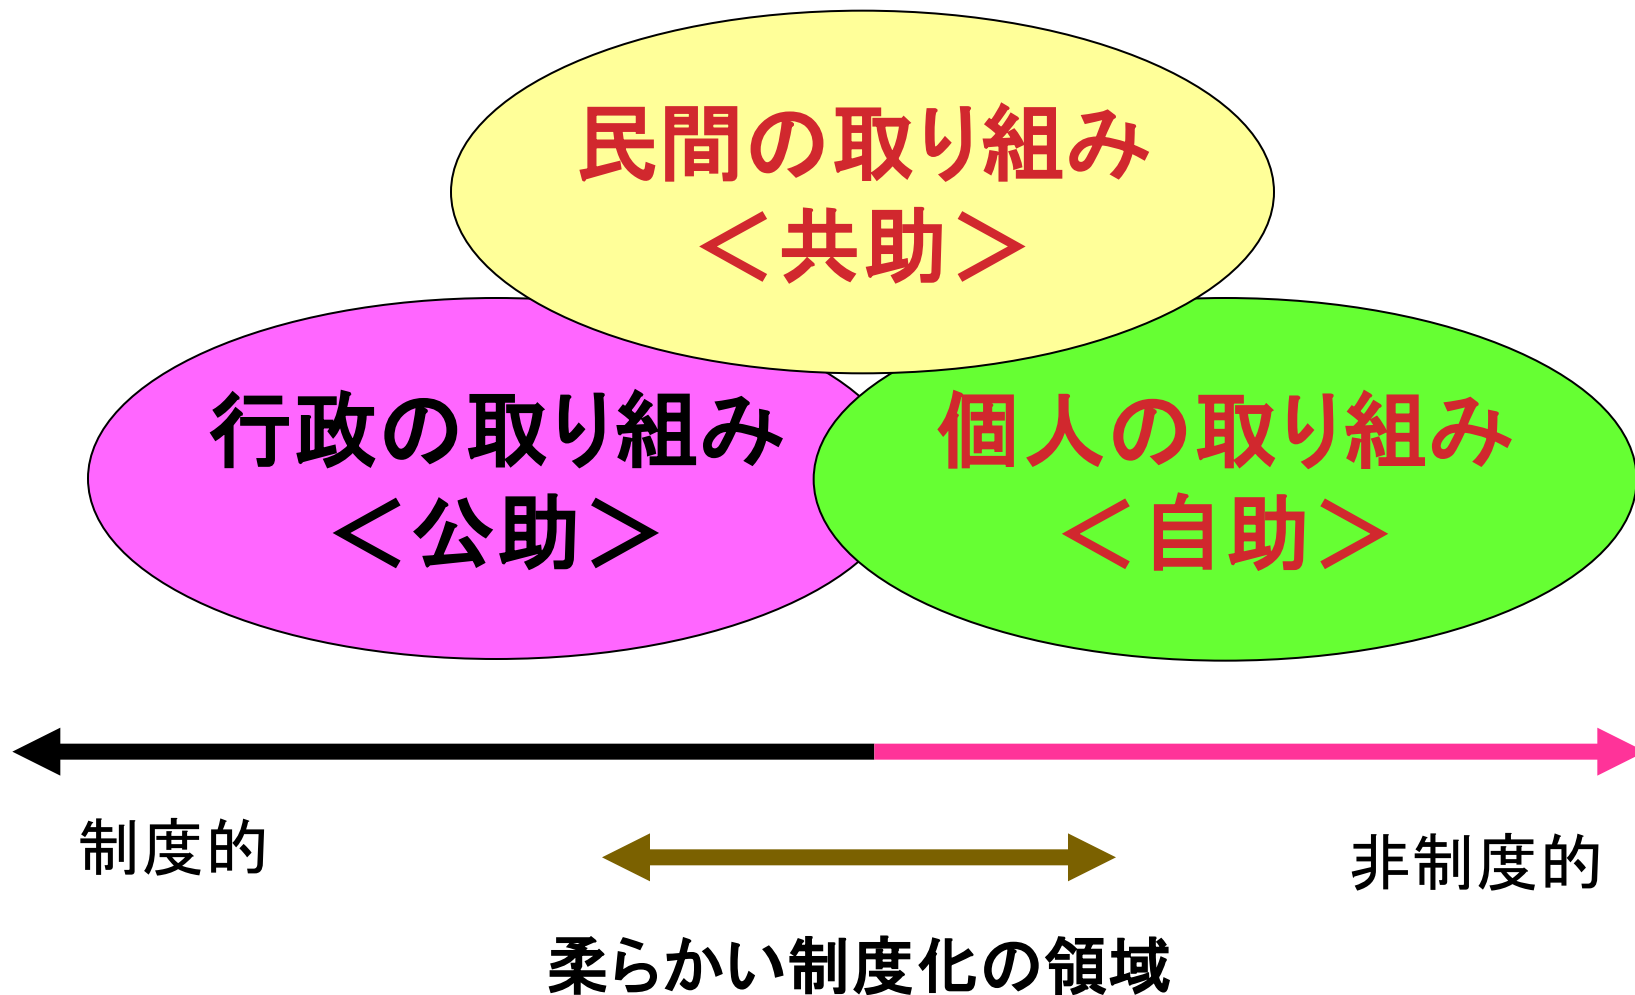 民間の取り組み
＜共助＞
行政の取り組み
＜公助＞
個人の取り組み
＜自助＞
制度的
非制度的
柔らかい制度化の領域